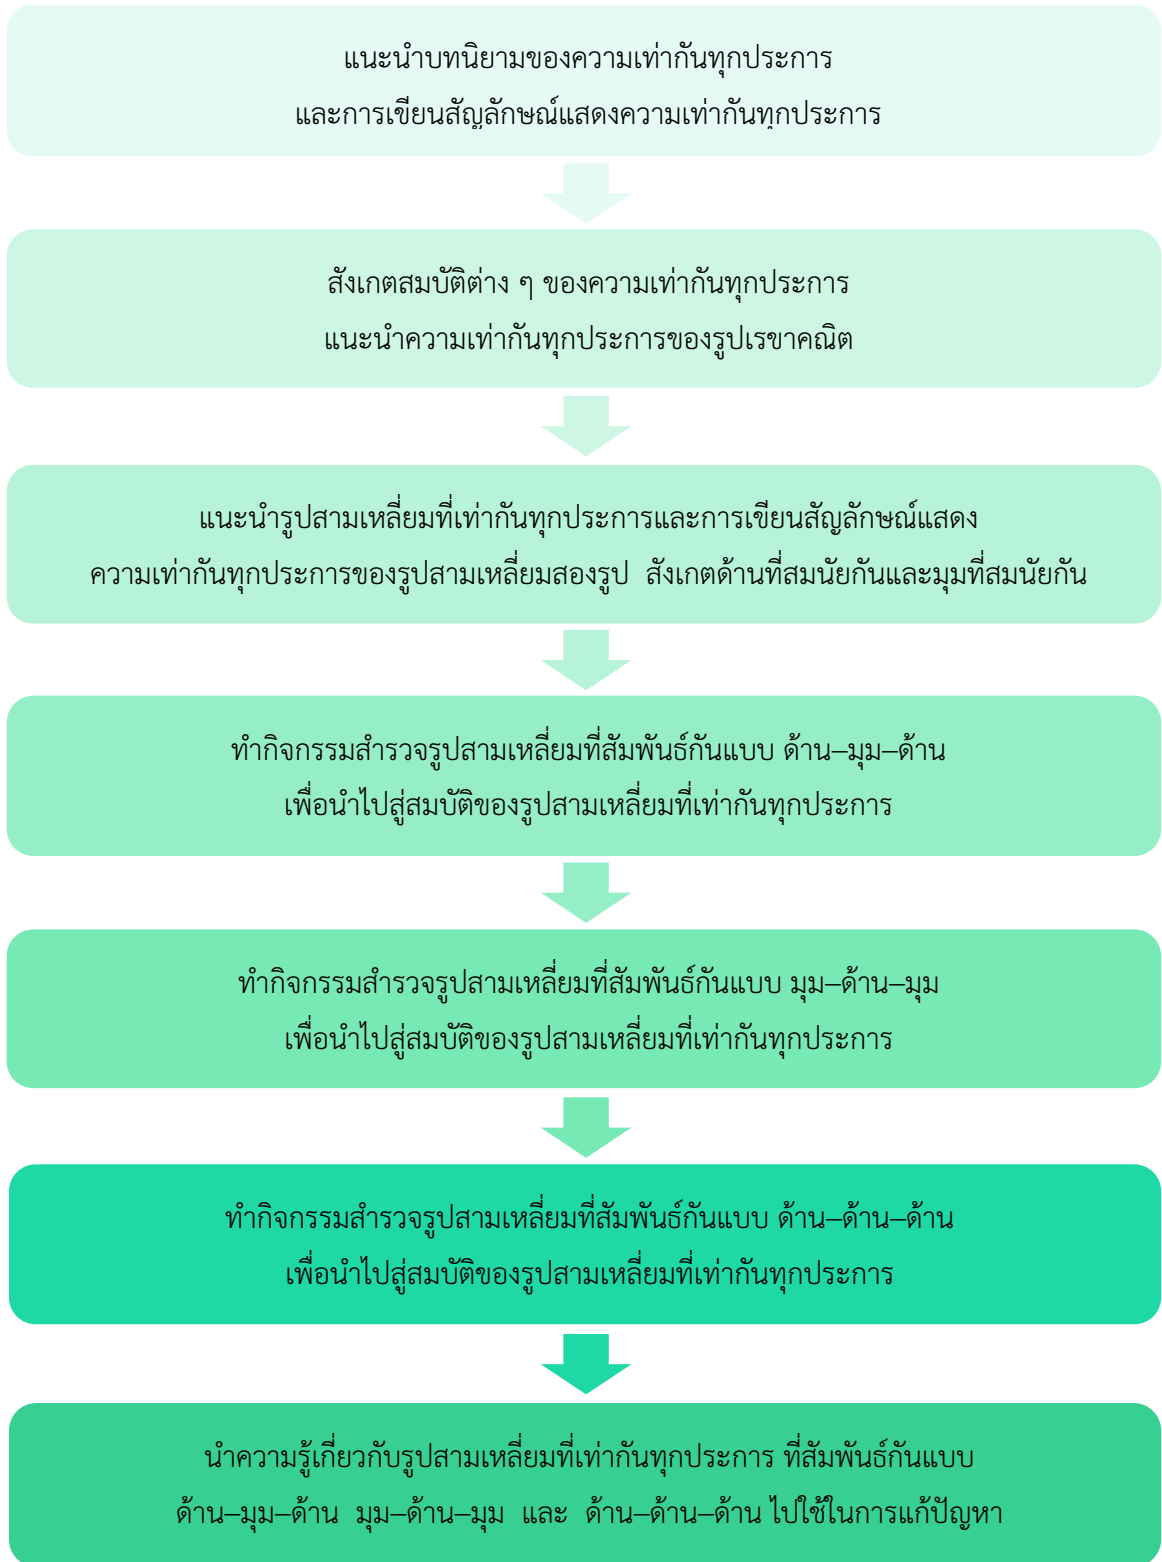 แนะนำบทนิยามของความเท่ากันทุกประการ
และการเขียนสัญลักษณ์แสดงความเท่ากันทุกประการ
สังเกตสมบัติต่าง ๆ ของความเท่ากันทุกประการ
แนะนำความเท่ากันทุกประการของรูปเรขาคณิต
แนะนำรูปสามเหลี่ยมที่เท่ากันทุกประการและการเขียนสัญลักษณ์แสดง
ความเท่ากันทุกประการของรูปสามเหลี่ยมสองรูป สังเกตด้านที่สมนัยกันและมุมที่สมนัยกัน
ทำกิจกรรมสำรวจรูปสามเหลี่ยมที่สัมพันธ์กันแบบ ด้าน–มุม–ด้าน
เพื่อนำไปสู่สมบัติของรูปสามเหลี่ยมที่เท่ากันทุกประการ
ทำกิจกรรมสำรวจรูปสามเหลี่ยมที่สัมพันธ์กันแบบ มุม–ด้าน–มุม
เพื่อนำไปสู่สมบัติของรูปสามเหลี่ยมที่เท่ากันทุกประการ
ทำกิจกรรมสำรวจรูปสามเหลี่ยมที่สัมพันธ์กันแบบ ด้าน–ด้าน–ด้าน
เพื่อนำไปสู่สมบัติของรูปสามเหลี่ยมที่เท่ากันทุกประการ
นำความรู้เกี่ยวกับรูปสามเหลี่ยมที่เท่ากันทุกประการ ที่สัมพันธ์กันแบบ
ด้าน–มุม–ด้าน มุม–ด้าน–มุม และ ด้าน–ด้าน–ด้าน ไปใช้ในการแก้ปัญหา